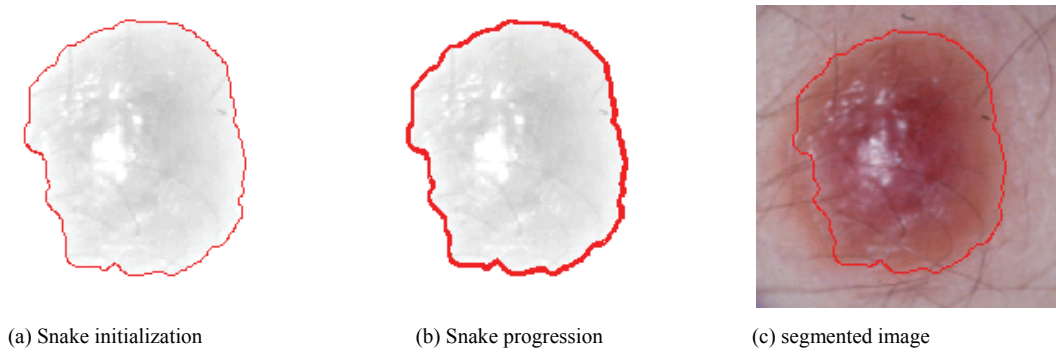 (a) Snake initialization
(b) Snake progression
(c) segmented image